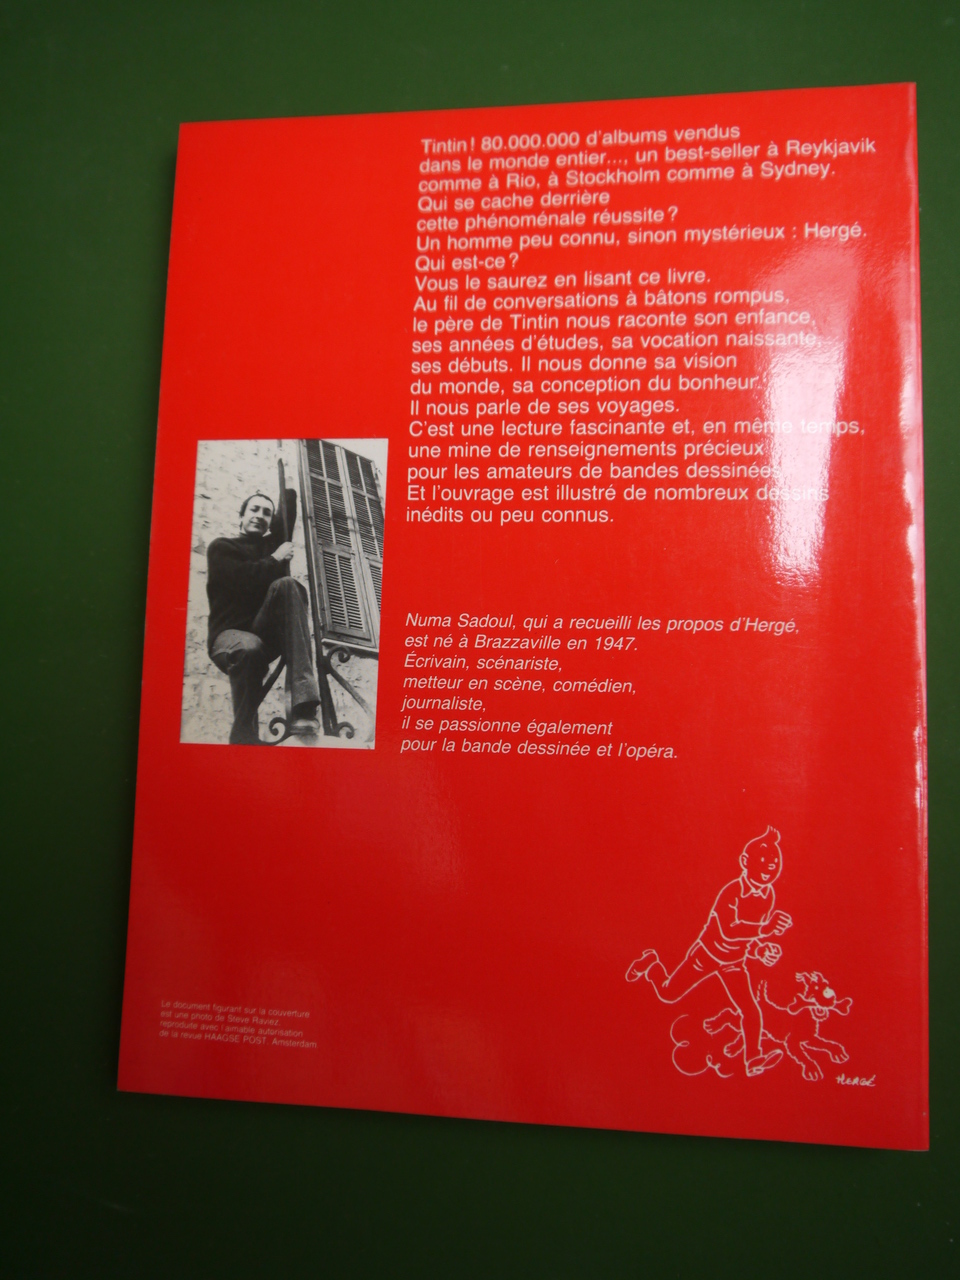 Tintin ! 80.000.000 d'albums vendus
dans le monde entier..., un best-seller à Reykjavik
comme à Rio, à Stockholm comme à Sydney.
Qui se cache derrière
cette phénoménale réussite ?
Un homme peu connu, sinon mystérieux : Hergé.
Qui est-ce ?
Vous le saurez en lisant ce livre.
Au fil de conversations à bâtons rompus,
le père de Tintin nous raconte son enfance,
ses années d'études, sa vocation naissante,
ses débuts. Il nous donne sa vision
du monde, sa conception du bonheur.
Il nous parle de ses voyages.
C'est une lecture fascinante et, en même temps,
une mine de renseignements précieux
pour les amateurs de bandes dessinées.
Et l'ouvrage est illustré de nombreux dessins
inédits ou peu connus.
Numa Sadoul, qui a recueilli les propos d'Hergé,
est né à Brazzaville en 1947.
Écrivain, scénariste,
metteur en scène, comédien,
journaliste,
il se passionne également
pour la bande dessinée et l'opéra.
Le document figurant sur la couverture
est une photo de Steve Raviez,
reproduite avec l'aimable autorisation
de la revue HAAGSE POST, Amsterdam
HERGÉ